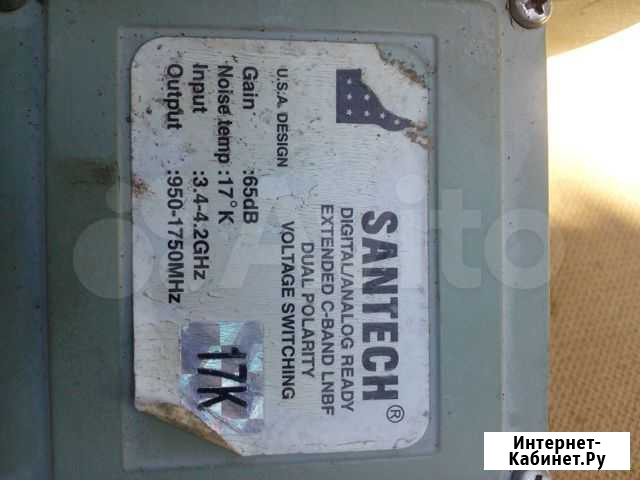 SANTECH®
DIGITAL/ANALOG READY
EXTENDED C-BAND LNBF
DUAL POLARITY
VOLTAGE SWITCHING
U.S.A. DESIGN
Gain :65dB
Noise temp :17°K
Input :3.4-4.2GHz
Output :950-1750MHz
17K
Avito
Интернет-
Кабинет.Ру